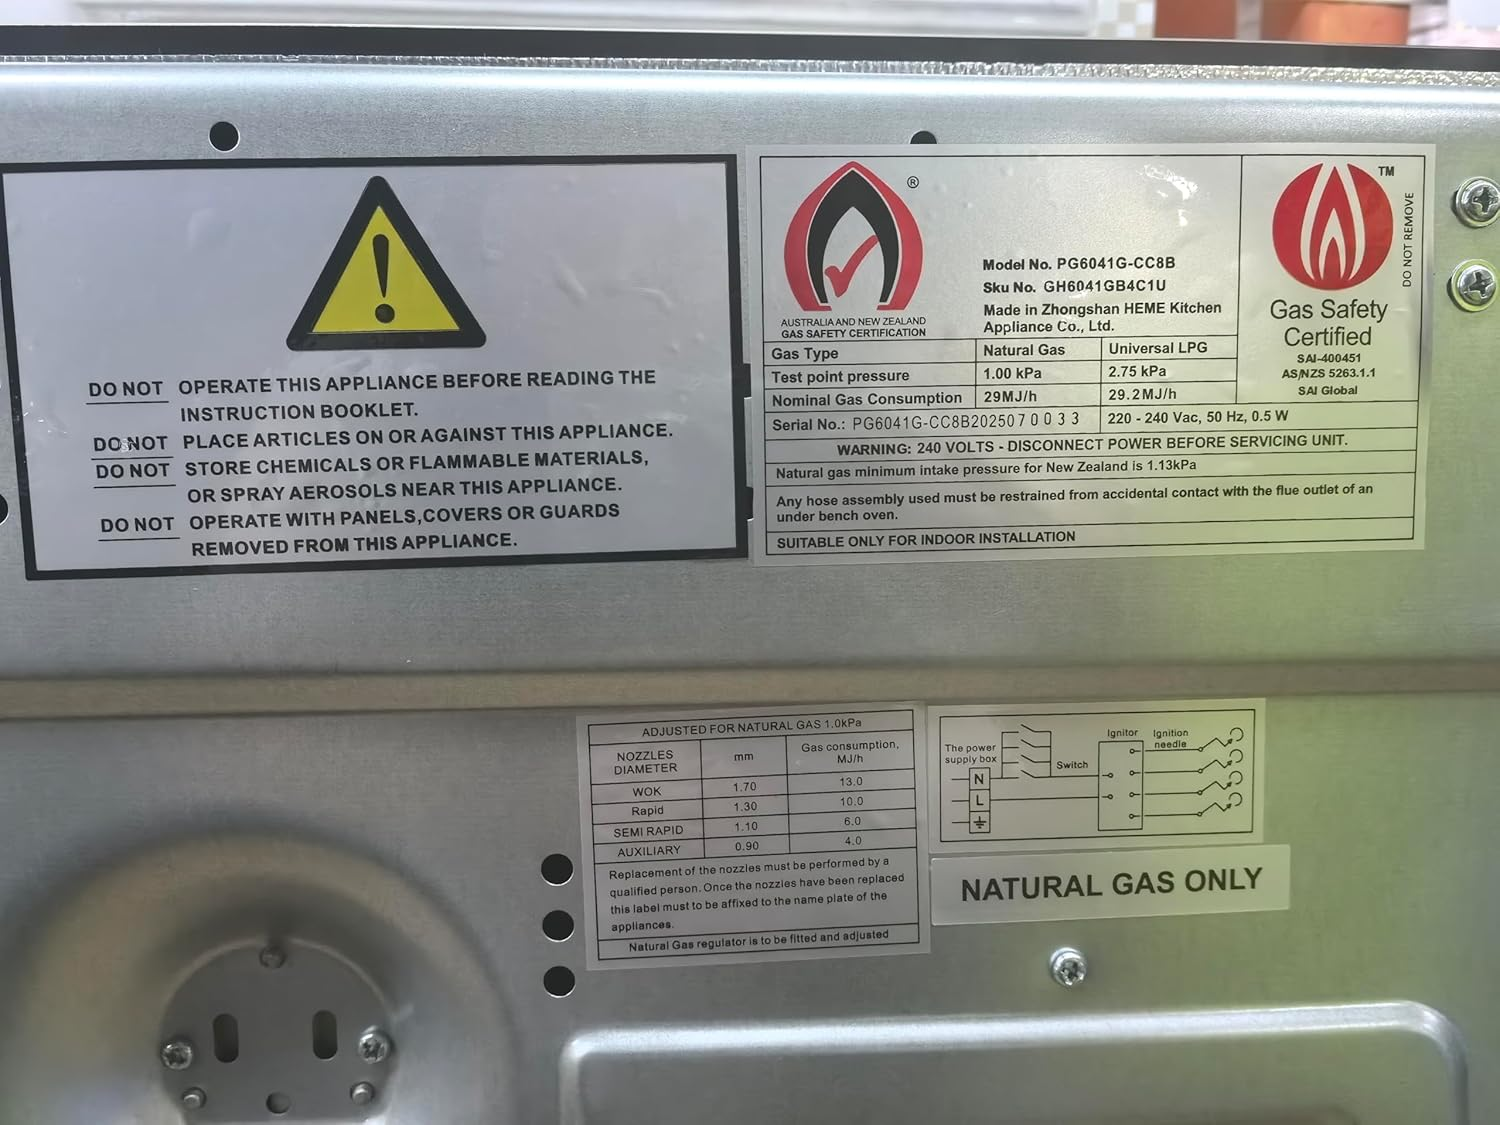 DO NOT OPERATE THIS APPLIANCE BEFORE READING THE
INSTRUCTION BOOKLET.
DO NOT PLACE ARTICLES ON OR AGAINST THIS APPLIANCE.
DO NOT STORE CHEMICALS OR FLAMMABLE MATERIALS,
OR SPRAY AEROSOLS NEAR THIS APPLIANCE.
DO NOT OPERATE WITH PANELS,COVERS OR GUARDS
REMOVED FROM THIS APPLIANCE.
®
AUSTRALIA AND NEW ZEALAND
GAS SAFETY CERTIFICATION
Model No. PG6041G-CC8B
Sku No. GH6041GB4C1U
Made in Zhongshan HEME Kitchen
Appliance Co., Ltd.
TM
DO NOT REMOVE
Gas Safety
Certified
SAI-400451
AS/NZS 5263.1.1
SAI Global
Gas Type Natural Gas Universal LPG
Test point pressure 1.00 kPa 2.75 kPa
Nominal Gas Consumption 29MJ/h 29.2MJ/h
Serial No.: PG6041G-CC8B2025070033 220 - 240 Vac, 50 Hz, 0.5 W
WARNING: 240 VOLTS - DISCONNECT POWER BEFORE SERVICING UNIT.
Natural gas minimum intake pressure for New Zealand is 1.13kPa
Any hose assembly used must be restrained from accidental contact with the flue outlet of an
under bench oven.
SUITABLE ONLY FOR INDOOR INSTALLATION
ADJUSTED FOR NATURAL GAS 1.0kPa
NOZZLES
DIAMETER
mm
Gas consumption,
MJ/h
WOK 1.70 13.0
Rapid 1.30 10.0
SEMI RAPID 1.10 6.0
AUXILIARY 0.90 4.0
Replacement of the nozzles must be performed by a
qualified person. Once the nozzles have been replaced
this label must to be affixed to the name plate of the
appliances.
Natural Gas regulator is to be fitted and adjusted
The power
supply box
N
L
Switch
Ignitor
Ignition
needle
NATURAL GAS ONLY